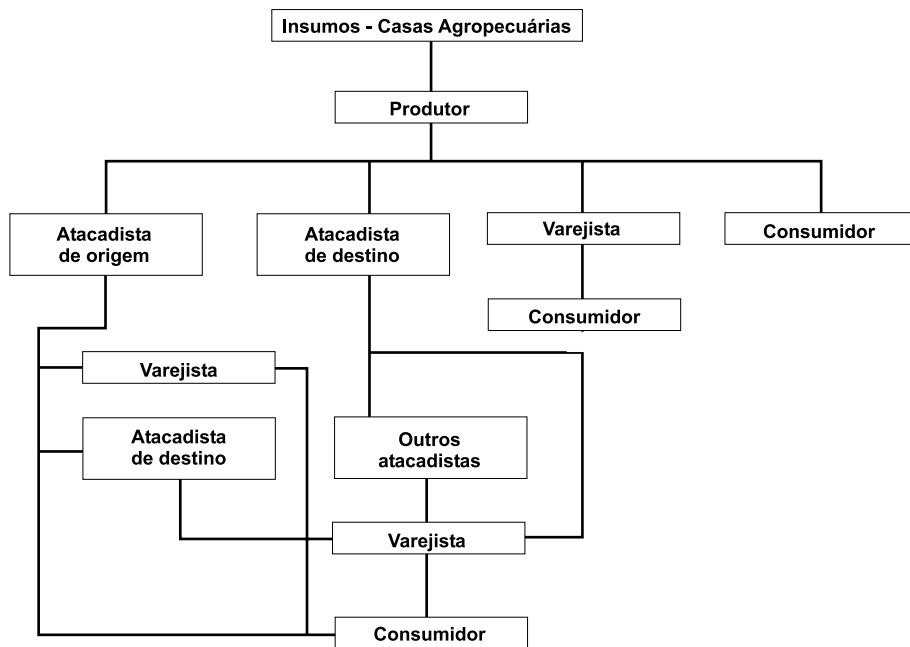 Insumos - Casas Agropecuárias
Produtor
Atacadista
de origem
Atacadista
de destino
Varejista
Consumidor
Consumidor
Varejista
Atacadista
de destino
Outros
atacadistas
Varejista
Consumidor